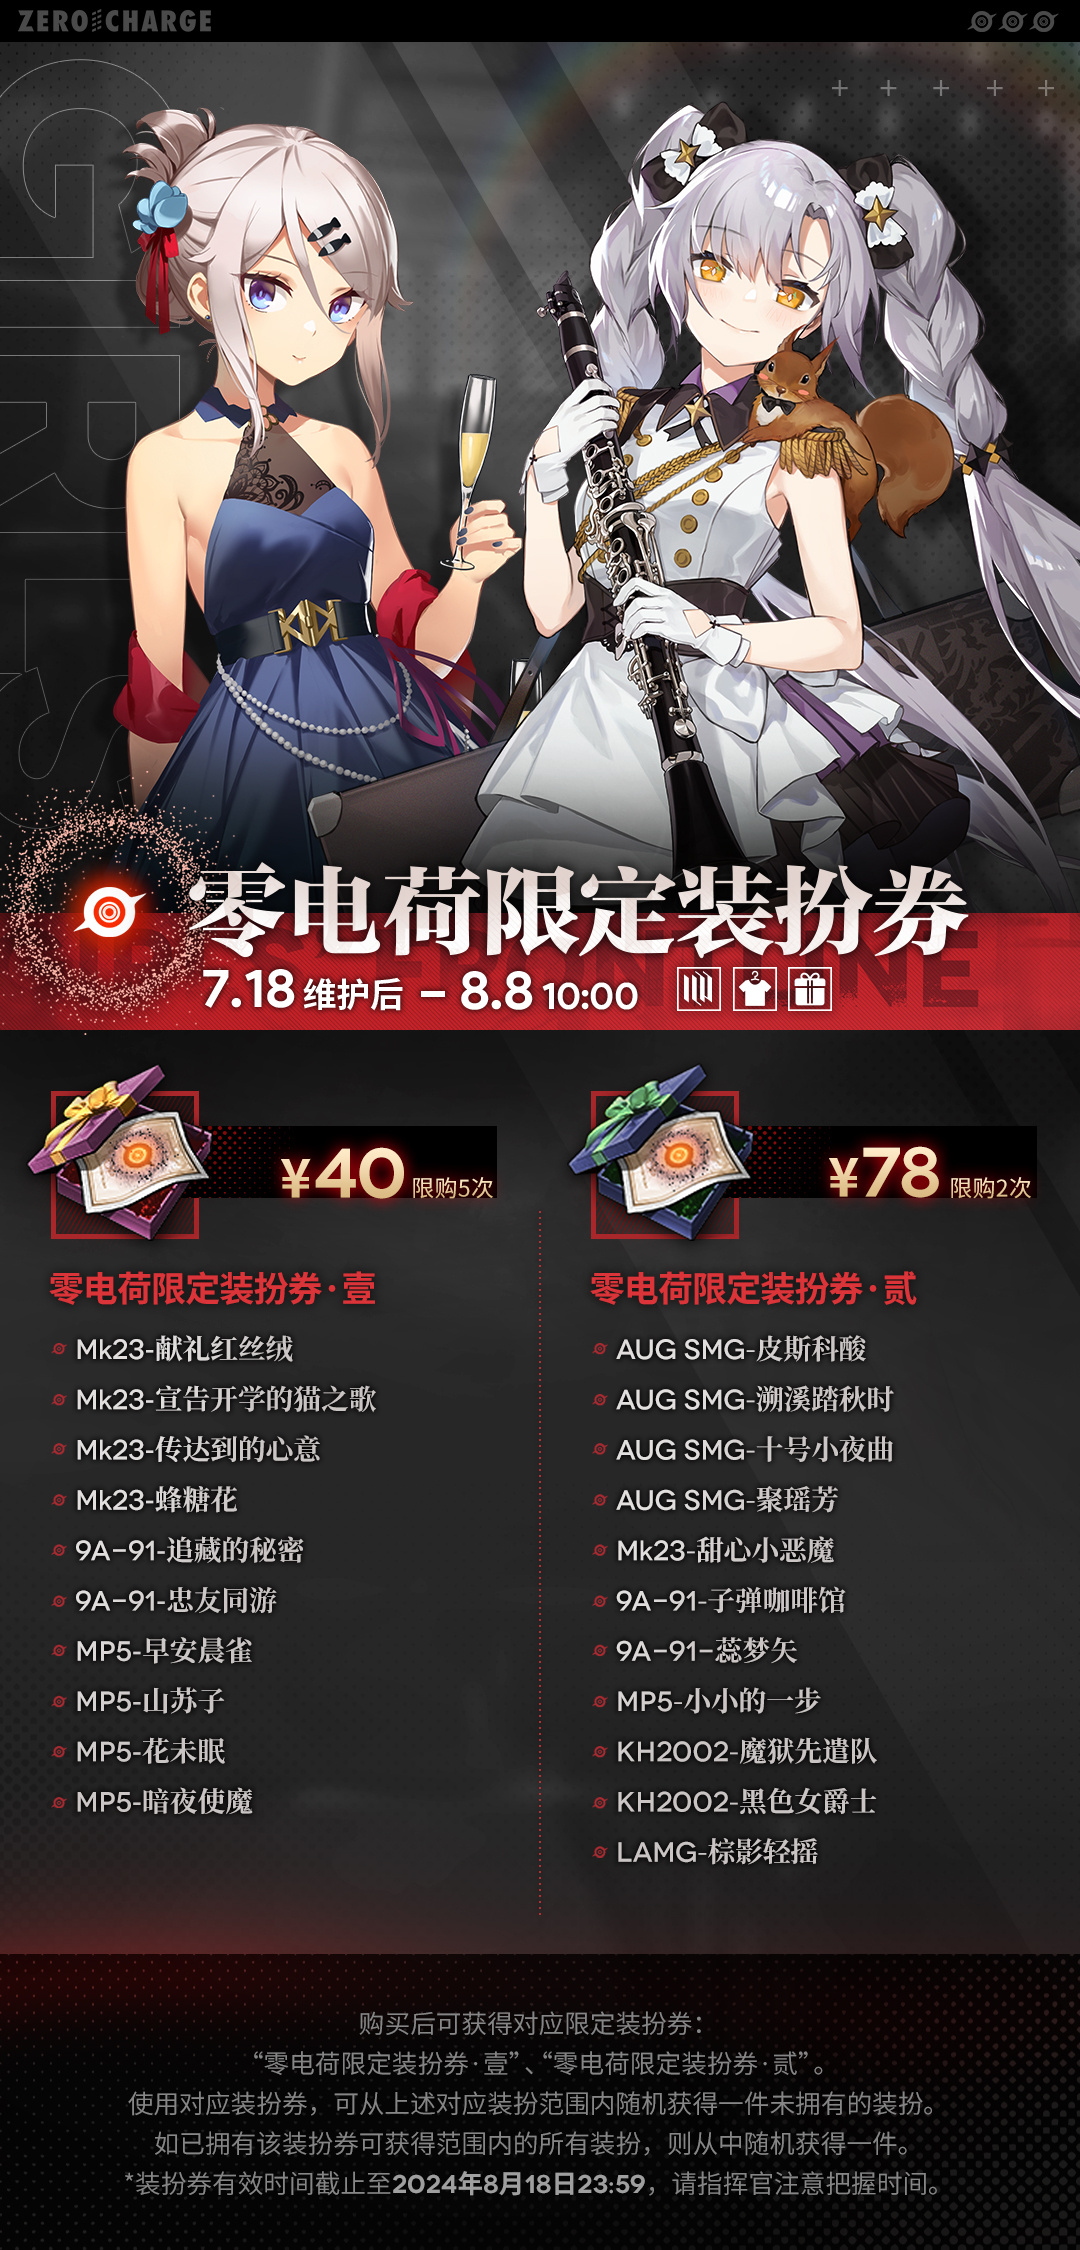 ZERO CHARGE
GIRLS
零电荷限定装扮券
FRONTLINE
7.18 维护后 - 8.8 10:00
¥40 限购5次
零电荷限定装扮券·壹
Mk23-献礼红丝绒
Mk23-宣告开学的猫之歌
Mk23-传达到的心意
Mk23-蜂糖花
9A-91-追藏的秘密
9A-91-忠友同游
MP5-早安晨雀
MP5-山苏子
MP5-花未眠
MP5-暗夜使魔
¥78 限购2次
零电荷限定装扮券·贰
AUG SMG-皮斯科酸
AUG SMG-溯溪踏秋时
AUG SMG-十号小夜曲
AUG SMG-聚瑶芳
Mk23-甜心小恶魔
9A-91-子弹咖啡馆
9A-91-蕊梦矢
MP5-小小的一步
KH2002-魔狱先遣队
KH2002-黑色女爵士
LAMG-棕影轻摇
购买后可获得对应限定装扮券：
“零电荷限定装扮券·壹”、“零电荷限定装扮券·贰”。
使用对应装扮券，可从上述对应装扮范围内随机获得一件未拥有的装扮。
如已拥有该装扮券可获得范围内的所有装扮，则从中随机获得一件。
*装扮券有效时间截止至2024年8月18日23:59，请指挥官注意把握时间。